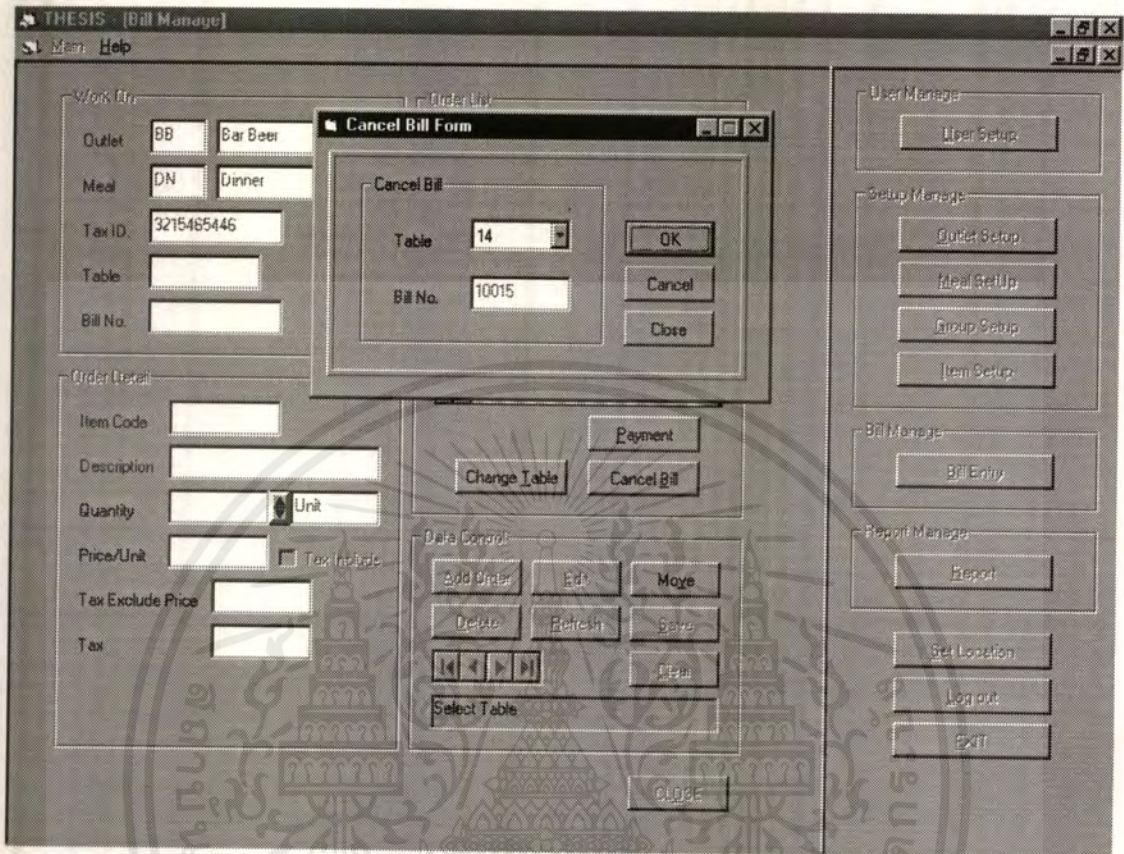 THESIS - [Bill Manage]
Main Help
Work On
Outlet BB Bar Beer
Meal DN Dinner
Tax ID. 3215465446
Table
Bill No.
Order List
Cancel Bill Form
Cancel Bill
Table 14
Bill No. 10015
OK
Cancel
Close
Order Detail
Item Code
Description
Quantity Unit
Price/Unit Tax Include
Tax Exclude Price
Tax
Payment
Change Table Cancel Bill
Data Control
Add Order Edit Move
Delete Refresh Save
Clear
Select Table
CLOSE
User Manage
User Setup
Setup Manage
Outlet Setup
Meal SetUp
Group Setup
Item Setup
Bill Manage
Bill Entry
Report Manage
Report
Set Location
Log out
EXIT